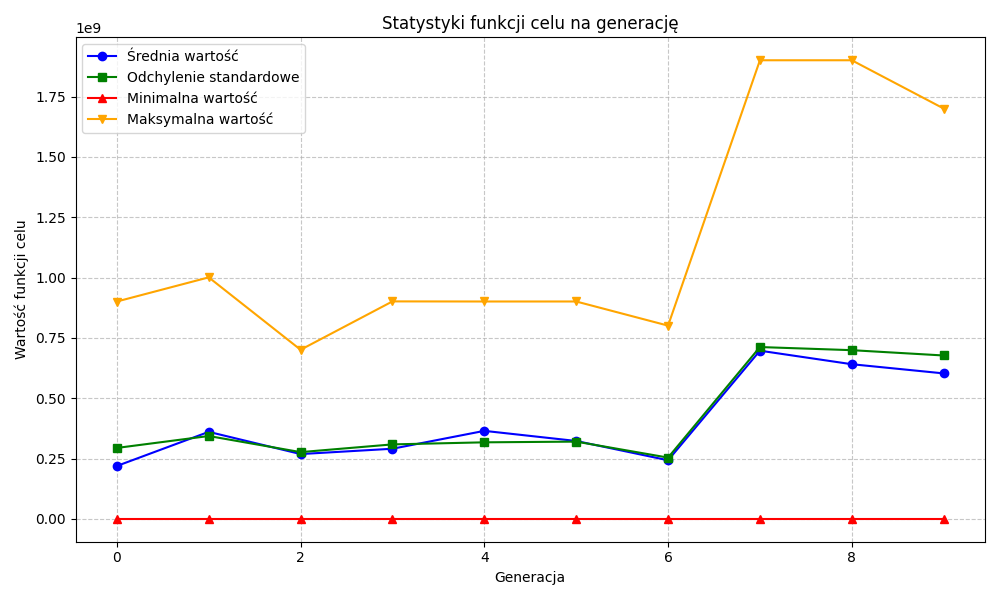 Statystyki funkcji celu na generację
1e9
Średnia wartość
Odchylenie standardowe
Minimalna wartość
Maksymalna wartość
Wartość funkcji celu
1.75
1.50
1.25
1.00
0.75
0.50
0.25
0.00
0 2 4 6 8
Generacja